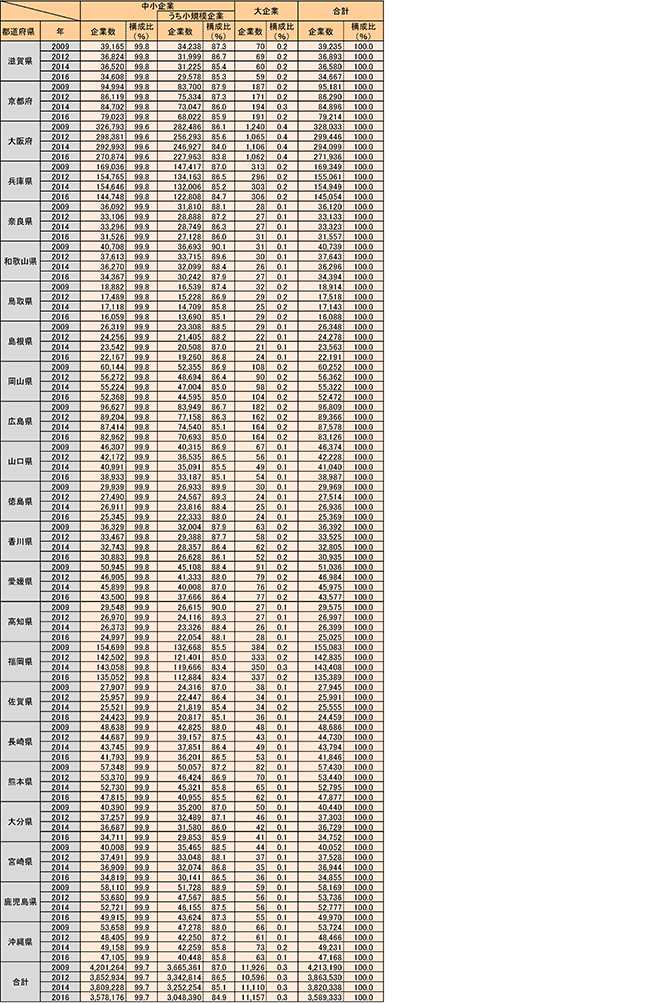 中小企業 大企業 合計
うち小規模企業
都道府県 年 企業数 構成比(%) 企業数 構成比(%) 企業数 構成比(%) 企業数 構成比(%)
滋賀県 2009 39,165 99.8 34,238 87.3 70 0.2 39,235 100.0
2012 36,824 99.8 31,999 86.7 69 0.2 36,893 100.0
2014 36,520 99.8 31,225 85.4 60 0.2 36,580 100.0
2016 34,608 99.8 29,578 85.3 59 0.2 34,667 100.0
京都府 2009 94,994 99.8 83,700 87.9 187 0.2 95,181 100.0
2012 86,119 99.8 75,334 87.3 171 0.2 86,290 100.0
2014 84,702 99.8 73,047 86.0 194 0.3 84,896 100.0
2016 79,023 99.8 68,022 85.9 191 0.2 79,214 100.0
大阪府 2009 326,793 99.6 282,486 86.1 1,240 0.4 328,033 100.0
2012 298,381 99.6 256,293 85.6 1,065 0.4 299,446 100.0
2014 292,993 99.6 246,927 84.0 1,106 0.4 294,099 100.0
2016 270,874 99.6 227,963 83.8 1,062 0.4 271,936 100.0
兵庫県 2009 169,036 99.8 147,417 87.0 313 0.2 169,349 100.0
2012 154,765 99.8 134,163 86.5 296 0.2 155,061 100.0
2014 154,646 99.8 132,006 85.2 303 0.2 154,949 100.0
2016 144,748 99.8 122,808 84.7 306 0.2 145,054 100.0
奈良県 2009 36,092 99.9 31,810 88.1 28 0.1 36,120 100.0
2012 33,106 99.9 28,888 87.2 27 0.1 33,133 100.0
2014 33,296 99.9 28,749 86.3 27 0.1 33,323 100.0
2016 31,526 99.9 27,128 86.0 31 0.1 31,557 100.0
和歌山県 2009 40,708 99.9 36,693 90.1 31 0.1 40,739 100.0
2012 37,613 99.9 33,715 89.6 30 0.1 37,643 100.0
2014 36,270 99.9 32,099 88.4 26 0.1 36,296 100.0
2016 34,367 99.9 30,242 87.9 27 0.1 34,394 100.0
鳥取県 2009 18,882 99.8 16,539 87.4 32 0.2 18,914 100.0
2012 17,489 99.8 15,228 86.9 29 0.2 17,518 100.0
2014 17,118 99.9 14,709 85.8 25 0.2 17,143 100.0
2016 16,059 99.8 13,690 85.1 29 0.2 16,088 100.0
島根県 2009 26,319 99.9 23,308 88.5 29 0.1 26,348 100.0
2012 24,256 99.9 21,405 88.2 22 0.1 24,278 100.0
2014 23,542 99.9 20,508 87.0 21 0.1 23,563 100.0
2016 22,167 99.9 19,260 86.8 24 0.1 22,191 100.0
岡山県 2009 60,144 99.8 52,355 86.9 108 0.2 60,252 100.0
2012 56,272 99.8 48,694 86.4 90 0.2 56,362 100.0
2014 55,224 99.8 47,004 85.0 98 0.2 55,322 100.0
2016 52,368 99.8 44,595 85.0 104 0.2 52,472 100.0
広島県 2009 96,627 99.8 83,949 86.7 182 0.2 96,809 100.0
2012 89,204 99.8 77,158 86.3 162 0.2 89,366 100.0
2014 87,414 99.8 74,540 85.1 164 0.2 87,578 100.0
2016 82,962 99.8 70,693 85.0 164 0.2 83,126 100.0
山口県 2009 46,307 99.9 40,315 86.9 67 0.1 46,374 100.0
2012 42,172 99.9 36,535 86.5 56 0.1 42,228 100.0
2014 40,991 99.9 35,091 85.5 49 0.1 41,040 100.0
2016 38,933 99.9 33,187 85.1 54 0.1 38,987 100.0
徳島県 2009 29,939 99.9 26,933 89.9 30 0.1 29,969 100.0
2012 27,490 99.9 24,567 89.3 24 0.1 27,514 100.0
2014 26,911 99.9 23,816 88.4 25 0.1 26,936 100.0
2016 25,345 99.9 22,333 88.0 24 0.1 25,369 100.0
香川県 2009 36,329 99.8 32,004 87.9 63 0.2 36,392 100.0
2012 33,467 99.8 29,388 87.7 58 0.2 33,525 100.0
2014 32,743 99.8 28,357 86.4 62 0.2 32,805 100.0
2016 30,883 99.8 26,628 86.1 52 0.2 30,935 100.0
愛媛県 2009 50,945 99.8 45,108 88.4 91 0.2 51,036 100.0
2012 46,905 99.8 41,333 88.0 79 0.2 46,984 100.0
2014 45,899 99.8 40,008 87.0 76 0.2 45,975 100.0
2016 43,500 99.8 37,666 86.4 77 0.2 43,577 100.0
高知県 2009 29,548 99.9 26,615 90.0 27 0.1 29,575 100.0
2012 26,970 99.9 24,116 89.3 27 0.1 26,997 100.0
2014 26,373 99.9 23,326 88.4 26 0.1 26,399 100.0
2016 24,997 99.9 22,054 88.1 28 0.1 25,025 100.0
福岡県 2009 154,699 99.8 132,668 85.5 384 0.2 155,083 100.0
2012 142,502 99.8 121,401 85.0 333 0.2 142,835 100.0
2014 143,058 99.8 119,666 83.4 350 0.3 143,408 100.0
2016 135,052 99.8 112,884 83.4 337 0.2 135,389 100.0
佐賀県 2009 27,907 99.9 24,316 87.0 38 0.1 27,945 100.0
2012 25,957 99.9 22,447 86.4 34 0.1 25,991 100.0
2014 25,521 99.9 21,819 85.4 34 0.2 25,555 100.0
2016 24,423 99.9 20,817 85.1 36 0.1 24,459 100.0
長崎県 2009 48,638 99.9 42,825 88.0 48 0.1 48,686 100.0
2012 44,687 99.9 39,157 87.5 43 0.1 44,730 100.0
2014 43,745 99.9 37,851 86.4 49 0.1 43,794 100.0
2016 41,793 99.9 36,201 86.5 53 0.1 41,846 100.0
熊本県 2009 57,348 99.9 50,057 87.2 82 0.1 57,430 100.0
2012 53,370 99.9 46,424 86.9 70 0.1 53,440 100.0
2014 52,730 99.9 45,321 85.8 65 0.1 52,795 100.0
2016 47,815 99.9 40,955 85.5 62 0.1 47,877 100.0
大分県 2009 40,390 99.9 35,200 87.0 50 0.1 40,440 100.0
2012 37,257 99.9 32,489 87.1 46 0.1 37,303 100.0
2014 36,687 99.9 31,580 86.0 42 0.1 36,729 100.0
2016 34,711 99.9 29,853 85.9 41 0.1 34,752 100.0
宮崎県 2009 40,008 99.9 35,465 88.5 44 0.1 40,052 100.0
2012 37,491 99.9 33,048 88.1 37 0.1 37,528 100.0
2014 36,909 99.9 32,074 86.8 35 0.1 36,944 100.0
2016 34,819 99.9 30,141 86.5 36 0.1 34,855 100.0
鹿児島県 2009 58,110 99.9 51,728 88.9 59 0.1 58,169 100.0
2012 53,680 99.9 47,567 88.5 56 0.1 53,736 100.0
2014 52,721 99.9 46,155 87.5 56 0.1 52,777 100.0
2016 49,915 99.9 43,624 87.3 55 0.1 49,970 100.0
沖縄県 2009 53,658 99.9 47,278 88.0 66 0.1 53,724 100.0
2012 48,405 99.9 42,250 87.2 61 0.1 48,466 100.0
2014 49,158 99.9 42,259 85.8 73 0.2 49,231 100.0
2016 47,105 99.9 40,448 85.8 63 0.1 47,168 100.0
合計 2009 4,201,264 99.7 3,665,361 87.0 11,926 0.3 4,213,190 100.0
2012 3,852,934 99.7 3,342,814 86.5 10,596 0.3 3,863,530 100.0
2014 3,809,228 99.7 3,252,254 85.1 11,110 0.3 3,820,338 100.0
2016 3,578,176 99.7 3,048,390 84.9 11,157 0.3 3,589,333 100.0